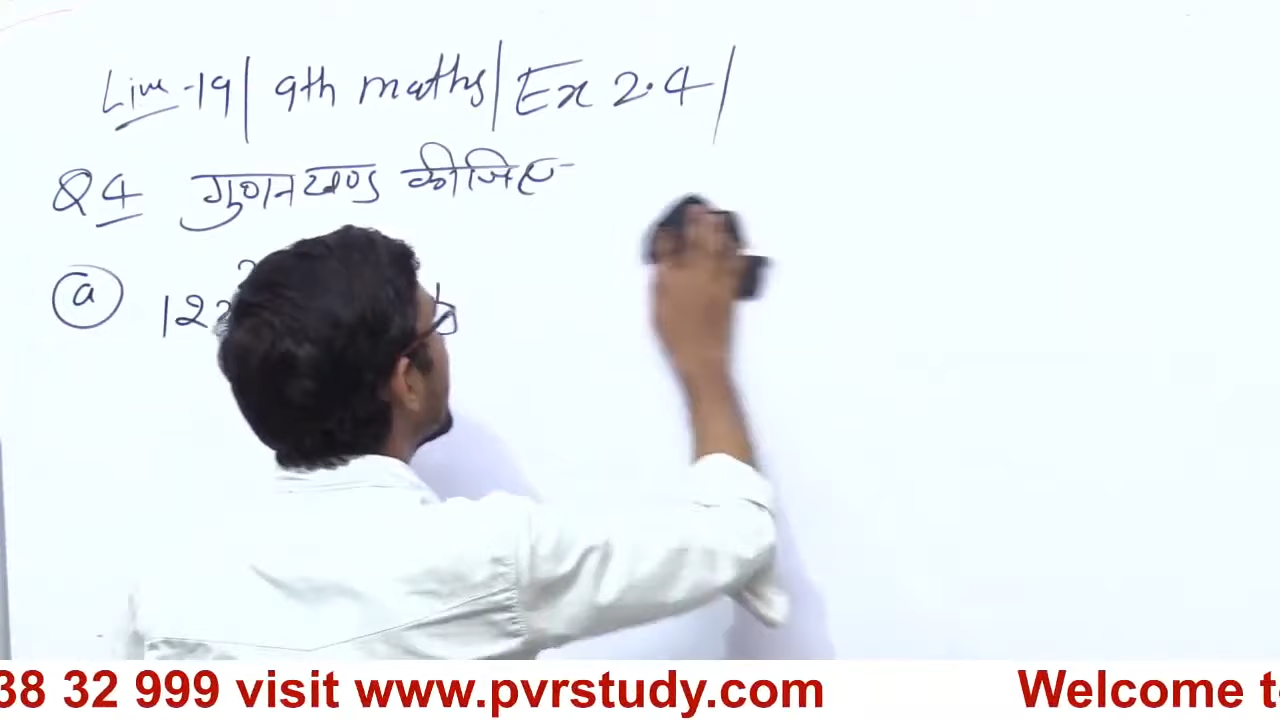 Live -19 | 9th maths | Ex 2.4 |
Q4 गुणनखण्ड कीजिए
a 12
38 32 999 visit www.pvrstudy.com Welcome